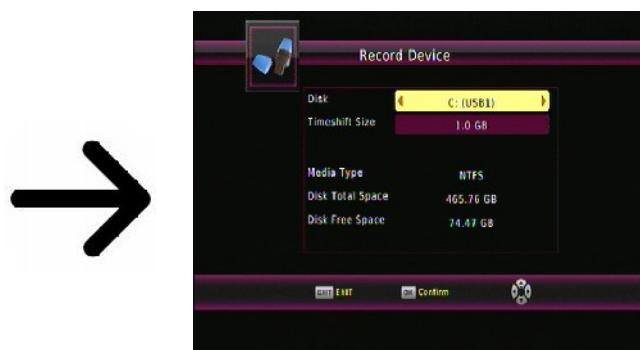 Record Device
Disk C: (USB1)
Timeshift Size 1.0 GB
Media Type NTFS
Disk Total Space 465.76 GB
Disk Free Space 74.47 GB
EXIT EXIT OK Confirm